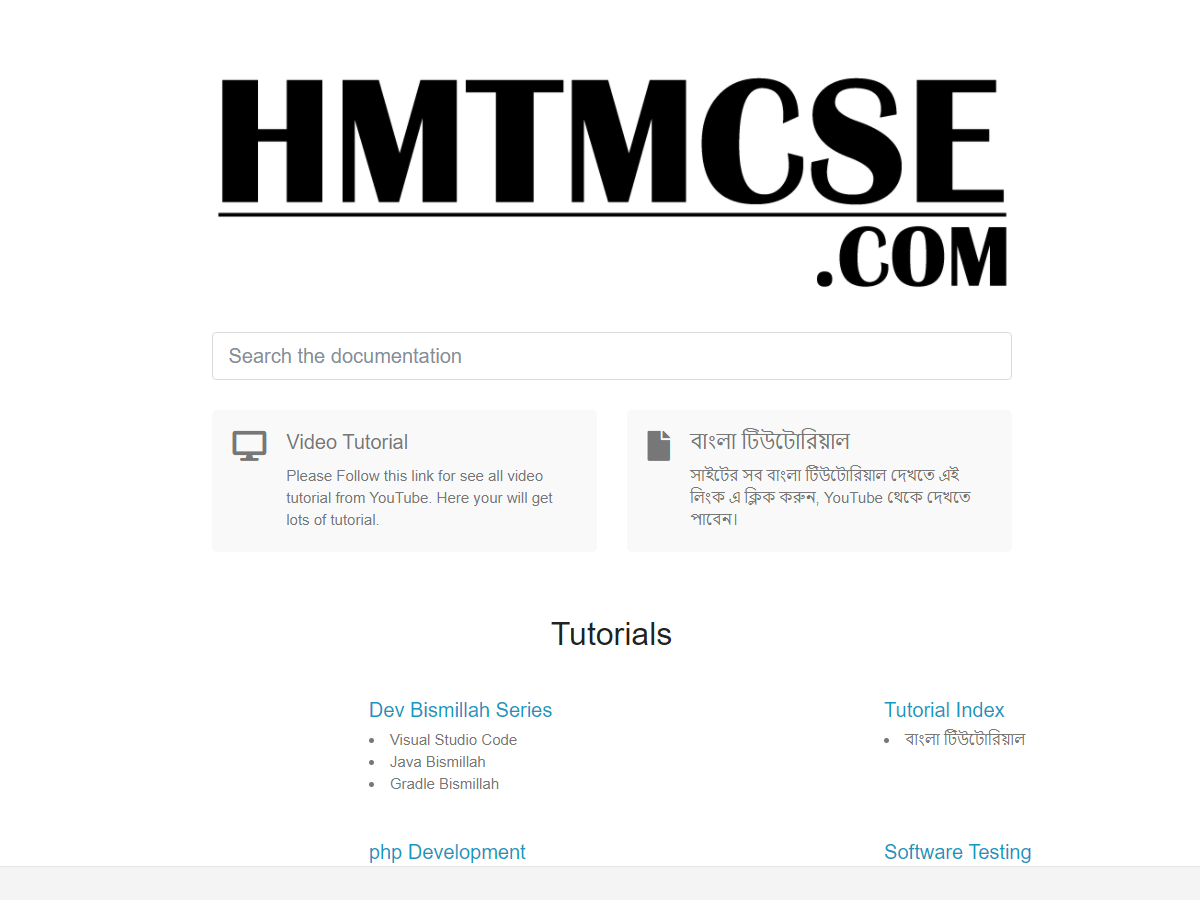 HMTMCSE
.COM
Search the documentation
Video Tutorial
Please Follow this link for see all video
tutorial from YouTube. Here your will get
lots of tutorial.
বাংলা টিউটোরিয়াল
সাইটের সব বাংলা টিউটোরিয়াল দেখতে এই
লিংক এ ক্লিক করুন, YouTube থেকে দেখতে
পাবেন।
Tutorials
Dev Bismillah Series
Visual Studio Code
Java Bismillah
Gradle Bismillah
Tutorial Index
বাংলা টিউটোরিয়াল
php Development
Software Testing